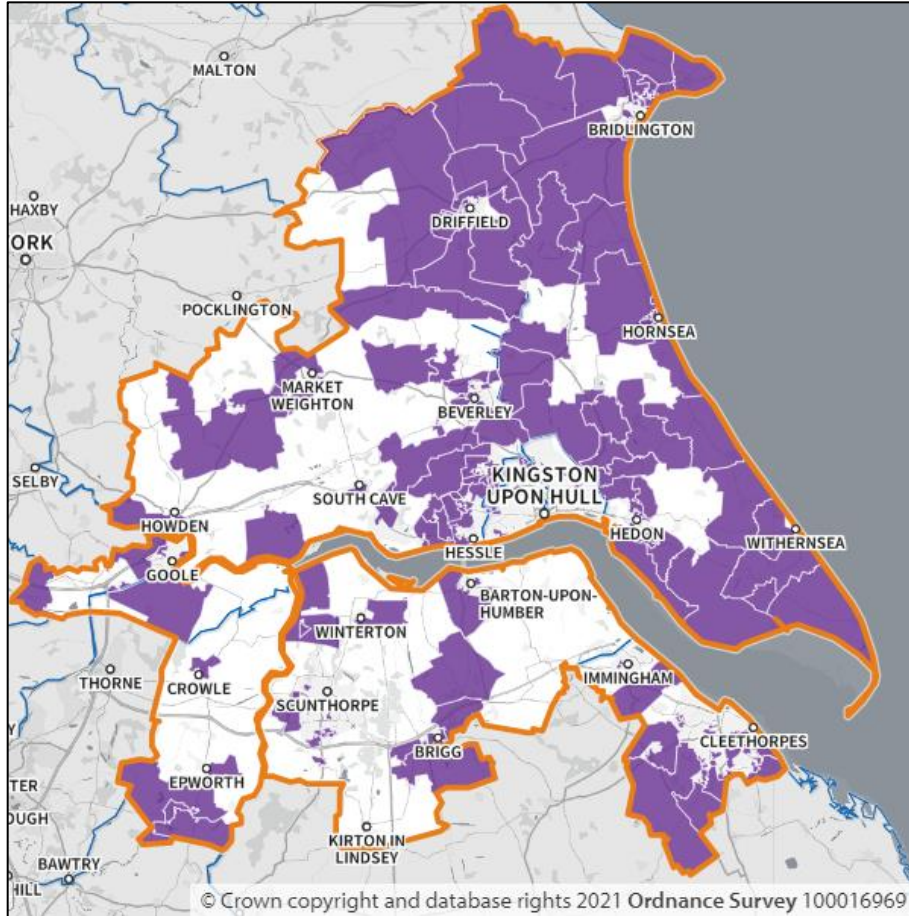 MALTON
BRIDLINGTON
HAXBY
DRIFFIELD
ORK
POCKLINGTON
HORNSEA
MARKET
WEIGHTON
BEVERLEY
SELBY
SOUTH CAVE
KINGSTON
UPON HULL
HOWDEN
HEDON
WITHERNSEA
HESSLE
GOOLE
BARTON-UPON-
HUMBER
WINTERTON
THORNE
CROWLE
IMMINGHAM
SCUNTHORPE
CLEETHORPES
BRIGG
EPWORTH
TER
OUGH
KIRTON IN
LINDSEY
BAWTRY
HILL
© Crown copyright and database rights 2021 Ordnance Survey 100016969